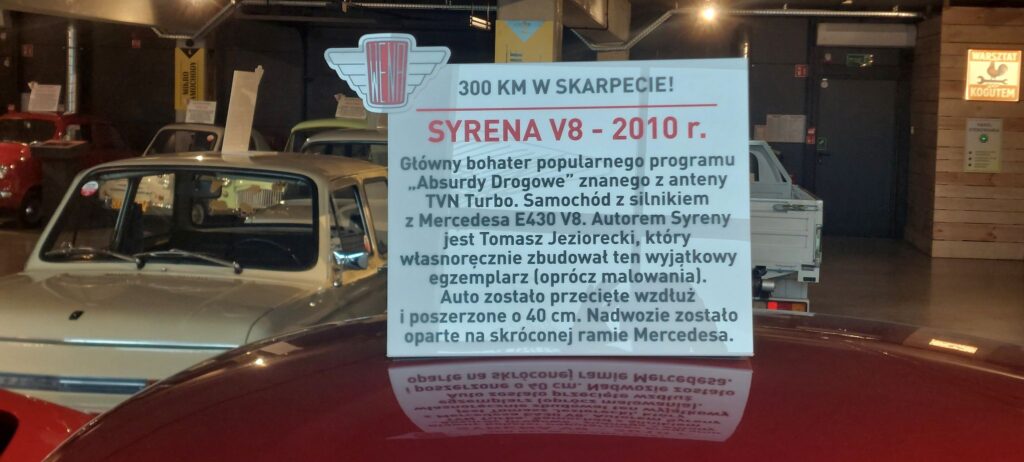 WENA
300 KM W SKARPECIE!
SYRENA V8 - 2010 r.
Główny bohater popularnego programu
„Absurdy Drogowe” znanego z anteny
TVN Turbo. Samochód z silnikiem
z Mercedesa E430 V8. Autorem Syreny
jest Tomasz Jeziorecki, który
własnoręcznie zbudował ten wyjątkowy
egzemplarz (oprócz malowania).
Auto zostało przecięte wzdłuż
i poszerzone o 40 cm. Nadwozie zostało
oparte na skróconej ramie Mercedesa.
WARSZTAT
KOGUTEM